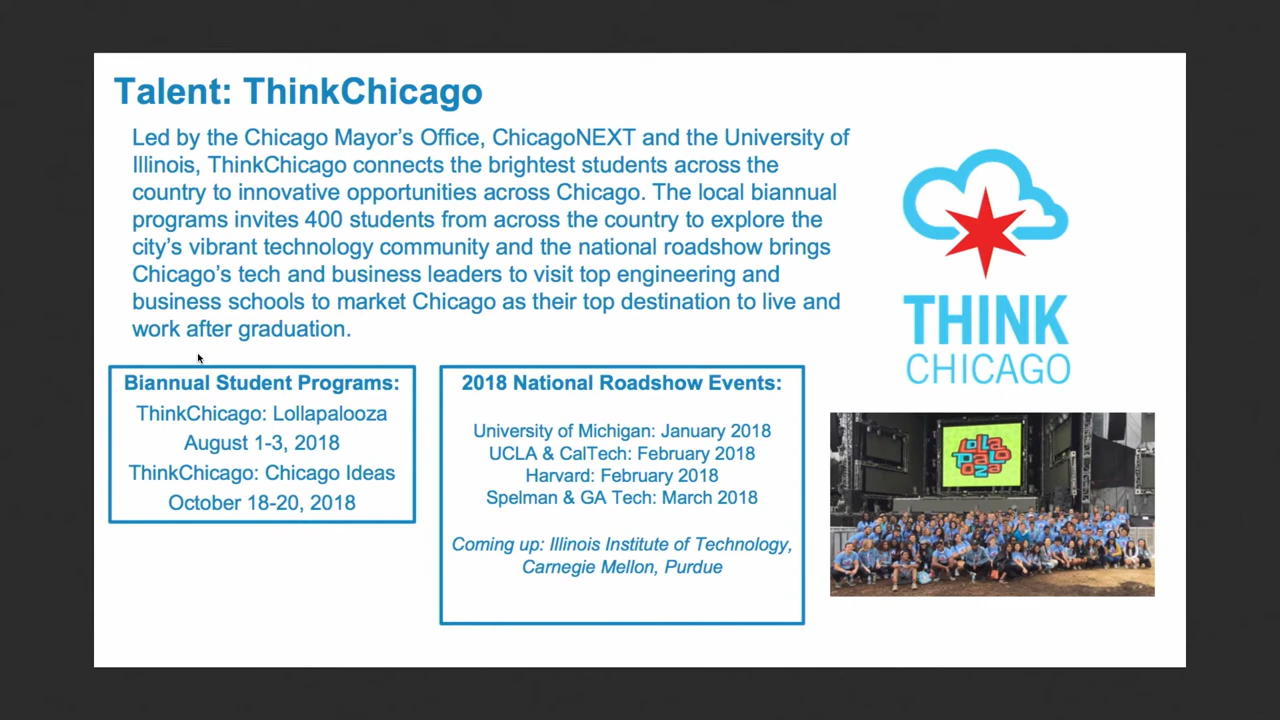 Talent: ThinkChicago
Led by the Chicago Mayor's Office, ChicagoNEXT and the University of
Illinois, ThinkChicago connects the brightest students across the
country to innovative opportunities across Chicago. The local biannual
programs invites 400 students from across the country to explore the
city's vibrant technology community and the national roadshow brings
Chicago's tech and business leaders to visit top engineering and
business schools to market Chicago as their top destination to live and
work after graduation.
THINK
CHICAGO
Biannual Student Programs:
ThinkChicago: Lollapalooza
August 1-3, 2018
ThinkChicago: Chicago Ideas
October 18-20, 2018
2018 National Roadshow Events:
University of Michigan: January 2018
UCLA & CalTech: February 2018
Harvard: February 2018
Spelman & GA Tech: March 2018
Coming up: Illinois Institute of Technology,
Carnegie Mellon, Purdue
Lolla
palo
oza